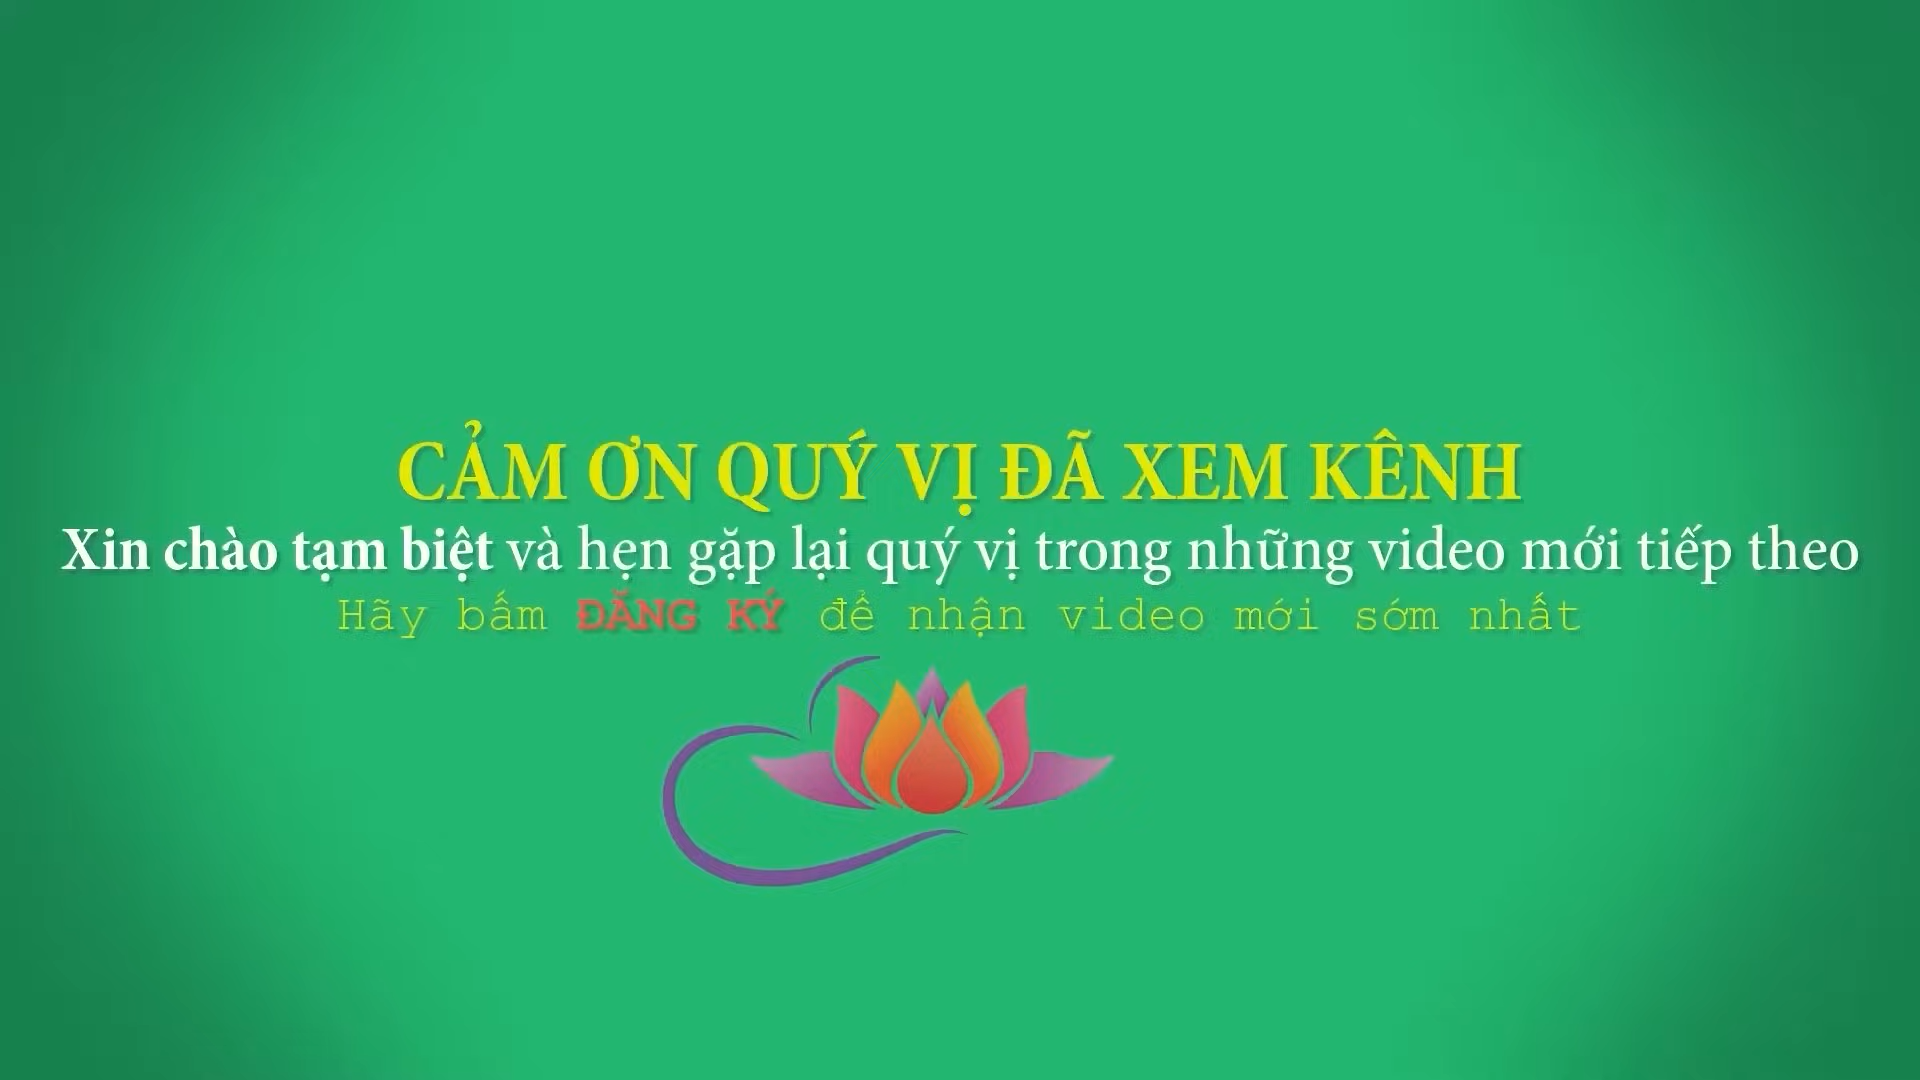 CẢM ƠN QUÝ VỊ ĐÃ XEM KÊNH
Xin chào tạm biệt và hẹn gặp lại quý vị trong những video mới tiếp theo
Hãy bấm ĐĂNG KÝ để nhận video mới sớm nhất